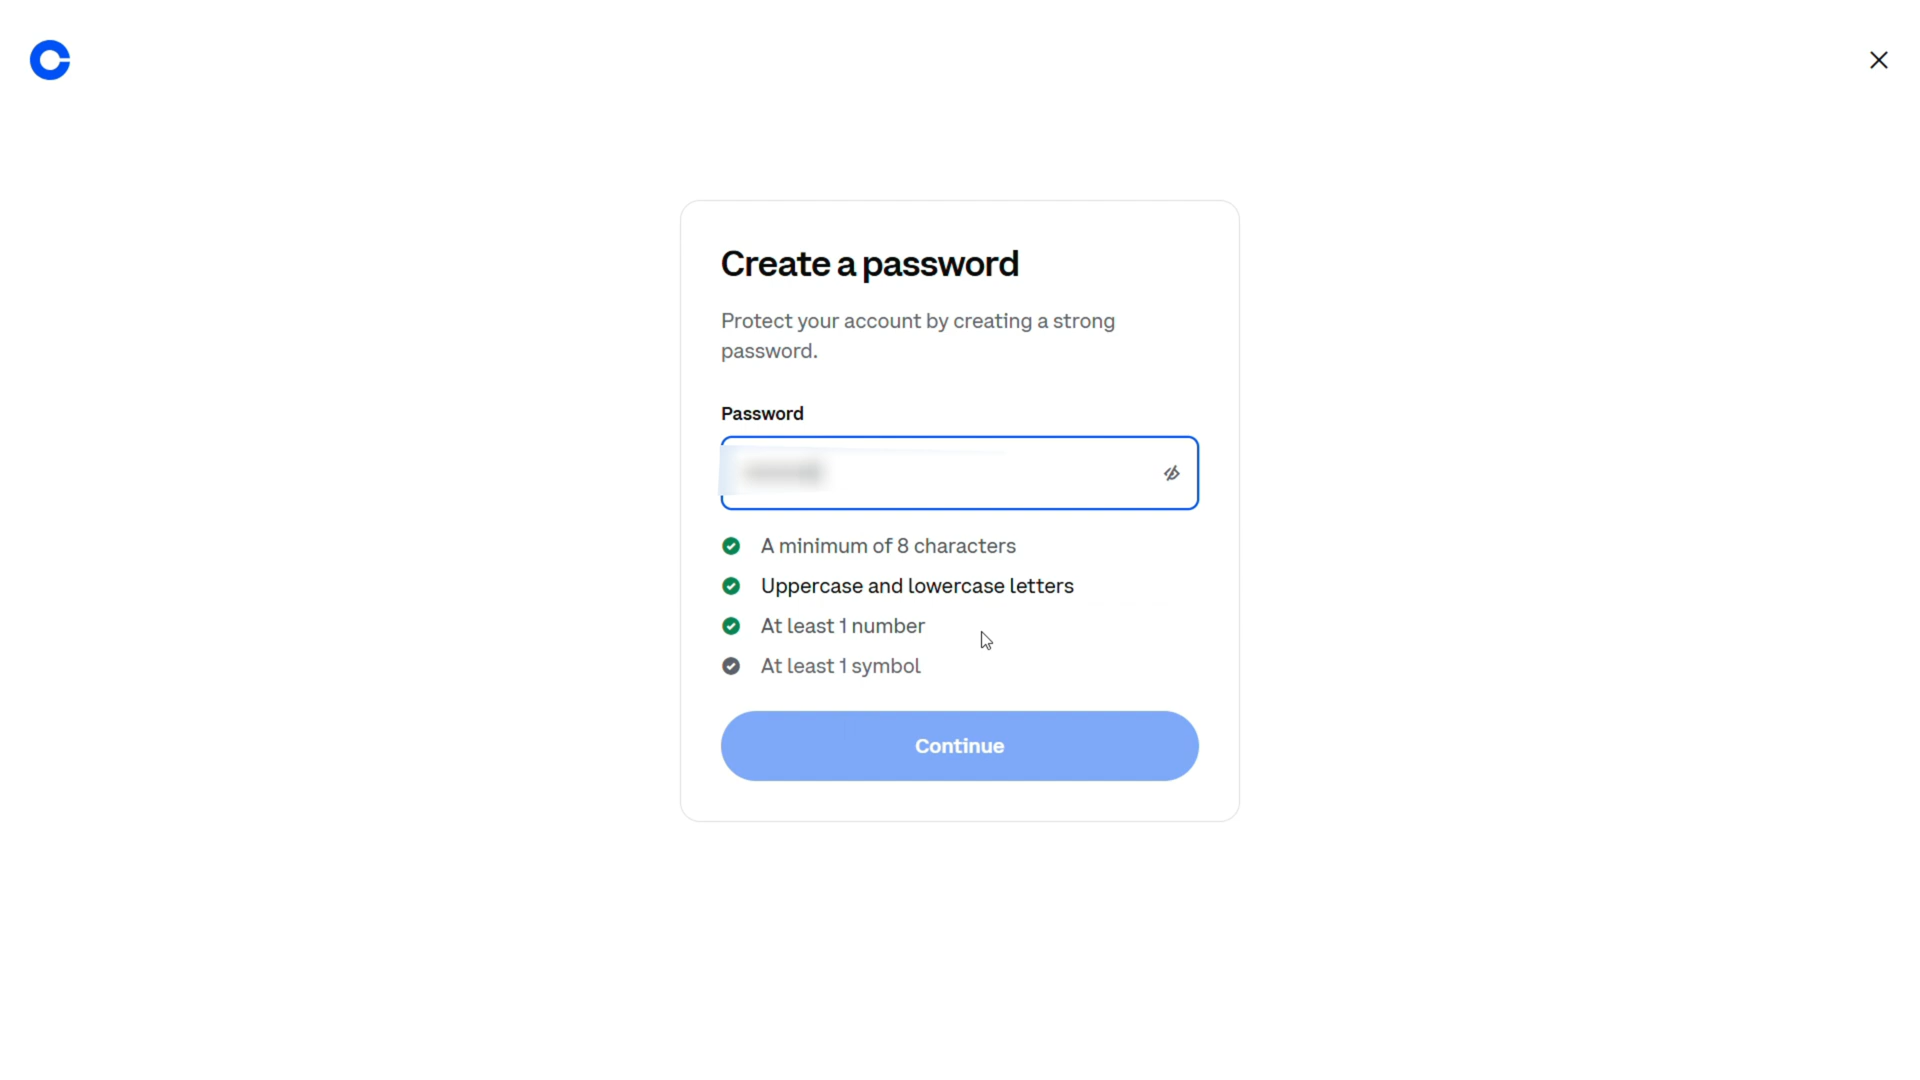 Create a password
Protect your account by creating a strong
password.
Password
A minimum of 8 characters
Uppercase and lowercase letters
At least 1 number
At least 1 symbol
Continue